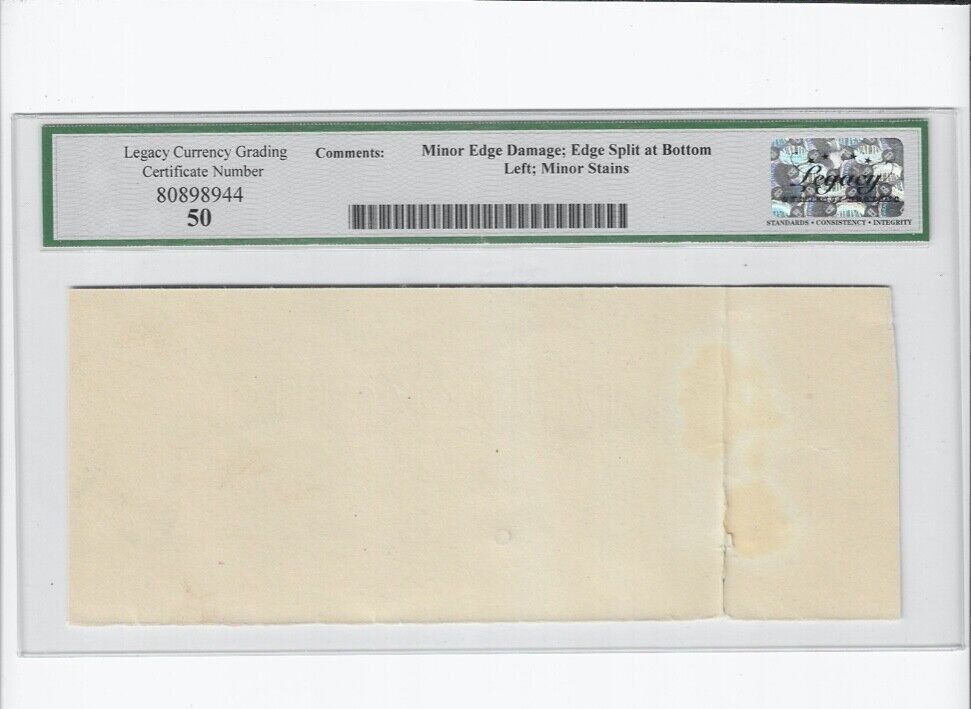 Legacy Currency Grading
Certificate Number
80898944
50
Comments:
Minor Edge Damage; Edge Split at Bottom
Left; Minor Stains
Legacy
STANDARDS • CONSISTENCY • INTEGRITY